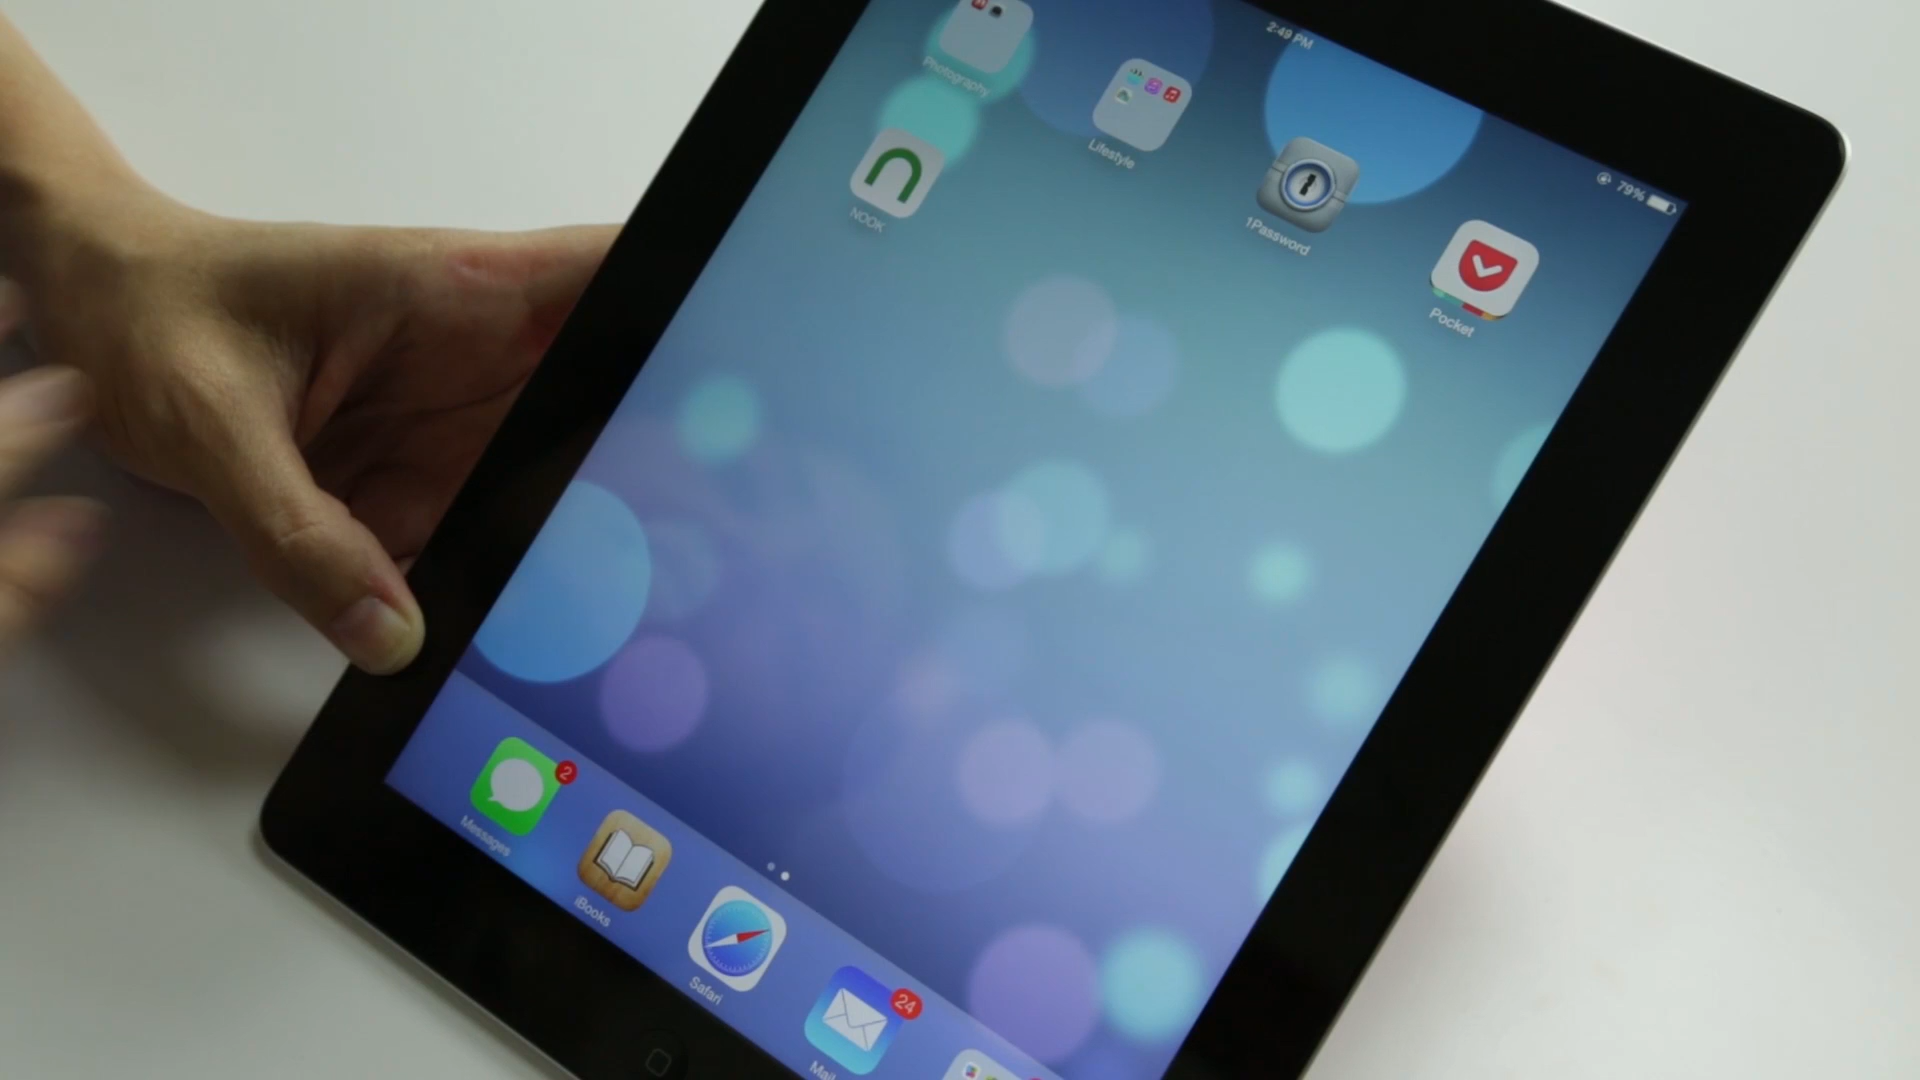 2:49 PM
79%
Photography
Lifestyle
1Password
Pocket
NOOK
2
Messages
iBooks
Safari
24
Mail